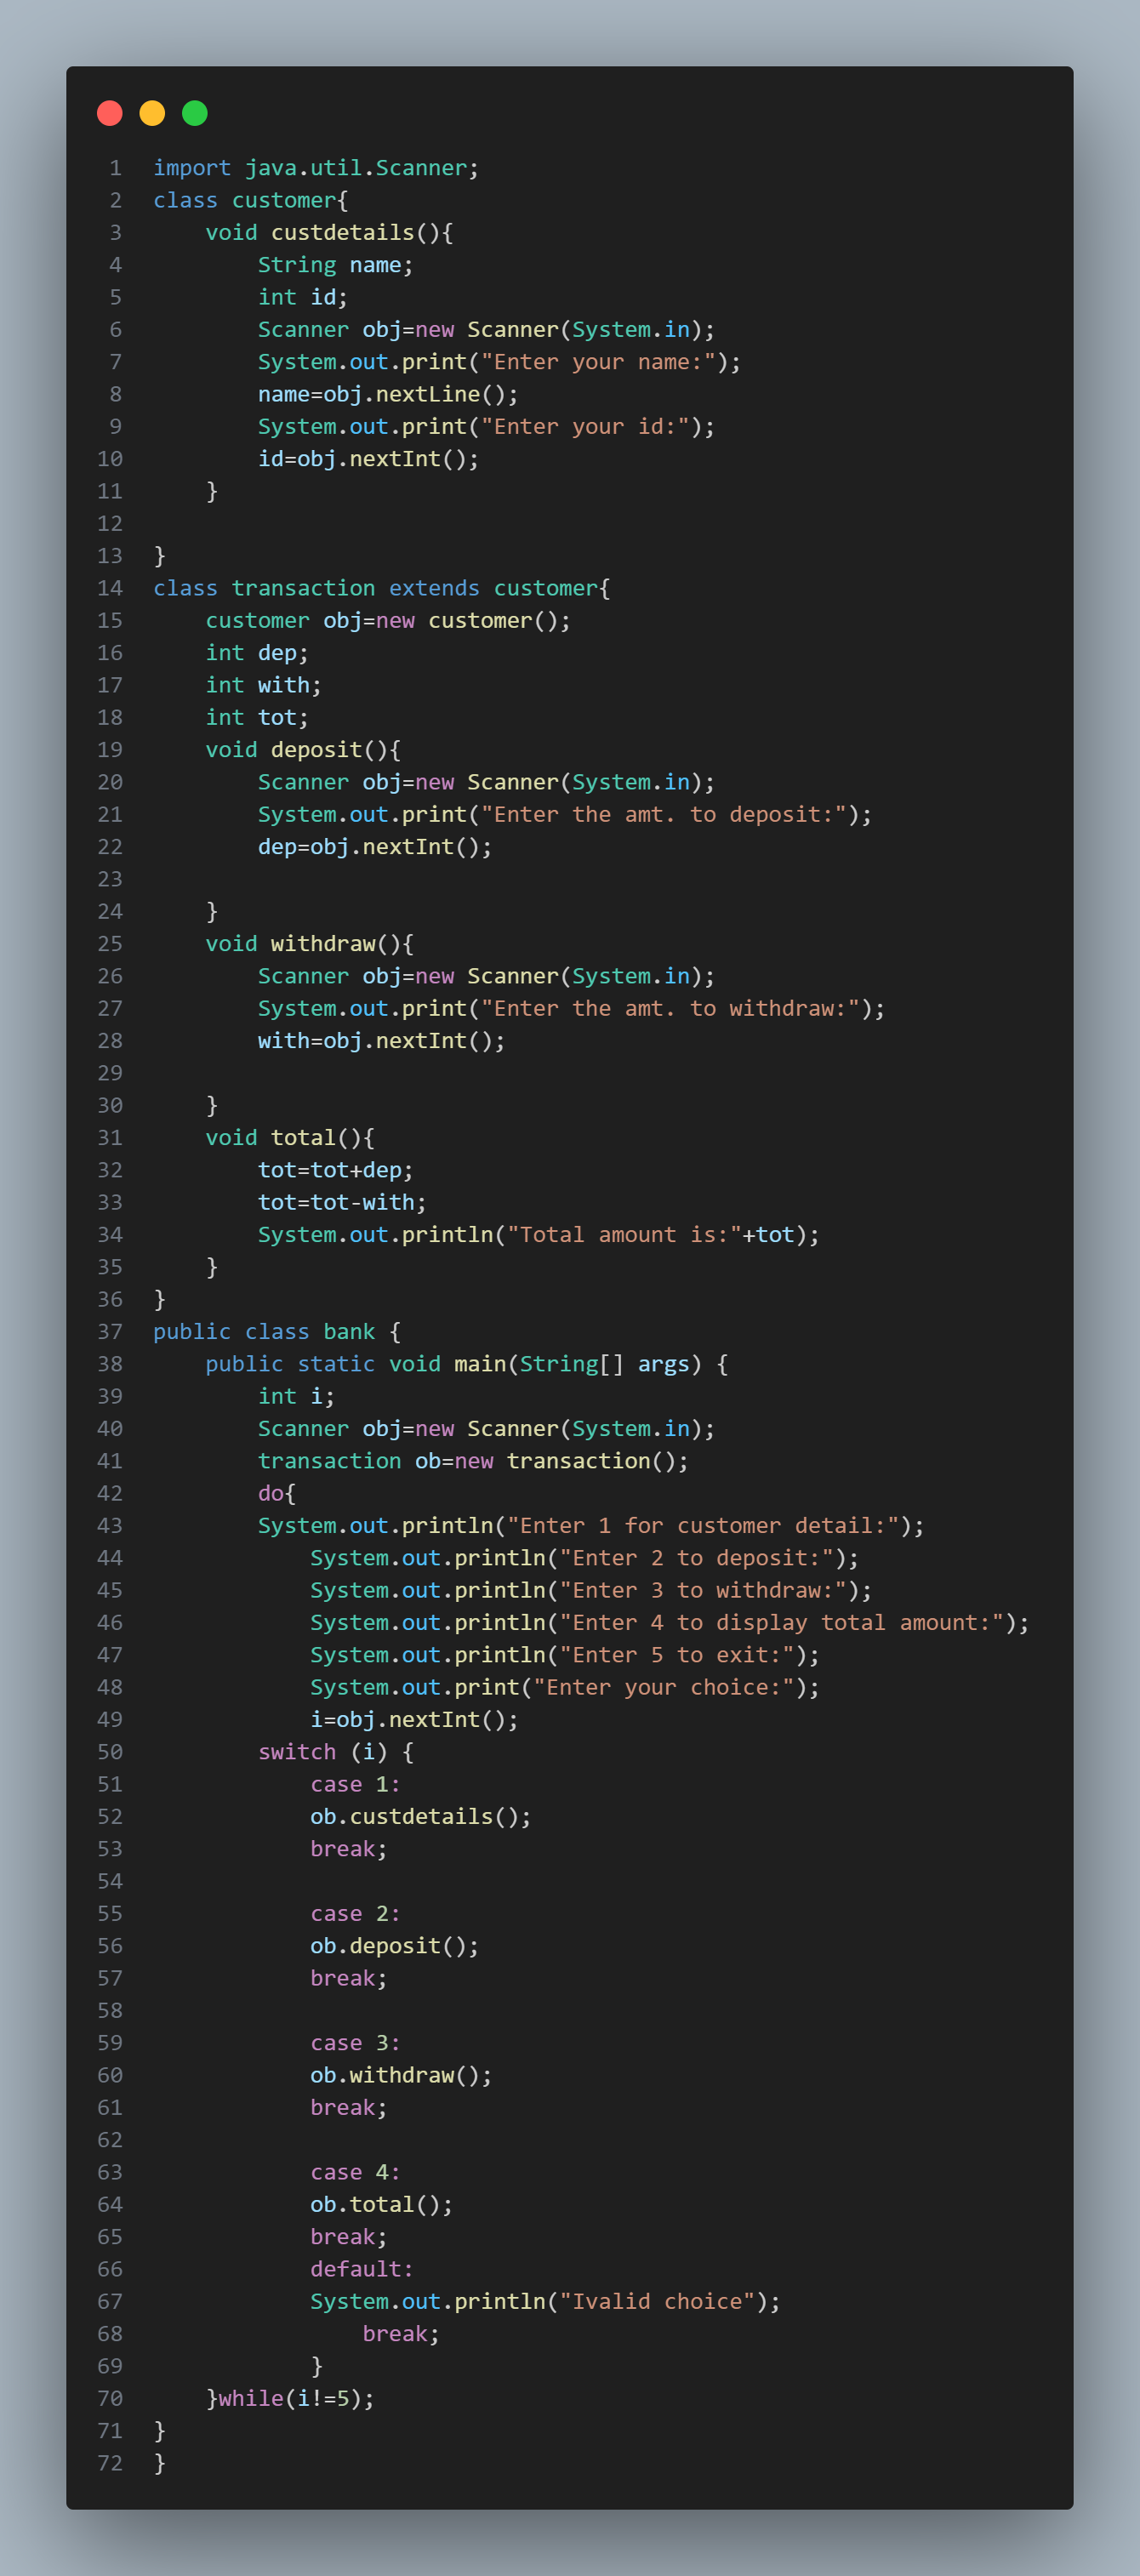 1 import java.util.Scanner;
2 class customer{
3     void custdetails(){
4         String name;
5         int id;
6         Scanner obj=new Scanner(System.in);
7         System.out.print("Enter your name:");
8         name=obj.nextLine();
9         System.out.print("Enter your id:");
10         id=obj.nextInt();
11     }
12
13 }
14 class transaction extends customer{
15     customer obj=new customer();
16     int dep;
17     int with;
18     int tot;
19     void deposit(){
20         Scanner obj=new Scanner(System.in);
21         System.out.print("Enter the amt. to deposit:");
22         dep=obj.nextInt();
23
24     }
25     void withdraw(){
26         Scanner obj=new Scanner(System.in);
27         System.out.print("Enter the amt. to withdraw:");
28         with=obj.nextInt();
29
30     }
31     void total(){
32         tot=tot+dep;
33         tot=tot-with;
34         System.out.println("Total amount is:"+tot);
35     }
36 }
37 public class bank {
38     public static void main(String[] args) {
39         int i;
40         Scanner obj=new Scanner(System.in);
41         transaction ob=new transaction();
42         do{
43         System.out.println("Enter 1 for customer detail:");
44             System.out.println("Enter 2 to deposit:");
45             System.out.println("Enter 3 to withdraw:");
46             System.out.println("Enter 4 to display total amount:");
47             System.out.println("Enter 5 to exit:");
48             System.out.print("Enter your choice:");
49             i=obj.nextInt();
50         switch (i) {
51             case 1:
52             ob.custdetails();
53             break;
54
55             case 2:
56             ob.deposit();
57             break;
58
59             case 3:
60             ob.withdraw();
61             break;
62
63             case 4:
64             ob.total();
65             break;
66             default:
67             System.out.println("Ivalid choice");
68                 break;
69             }
70     }while(i!=5);
71 }
72 }